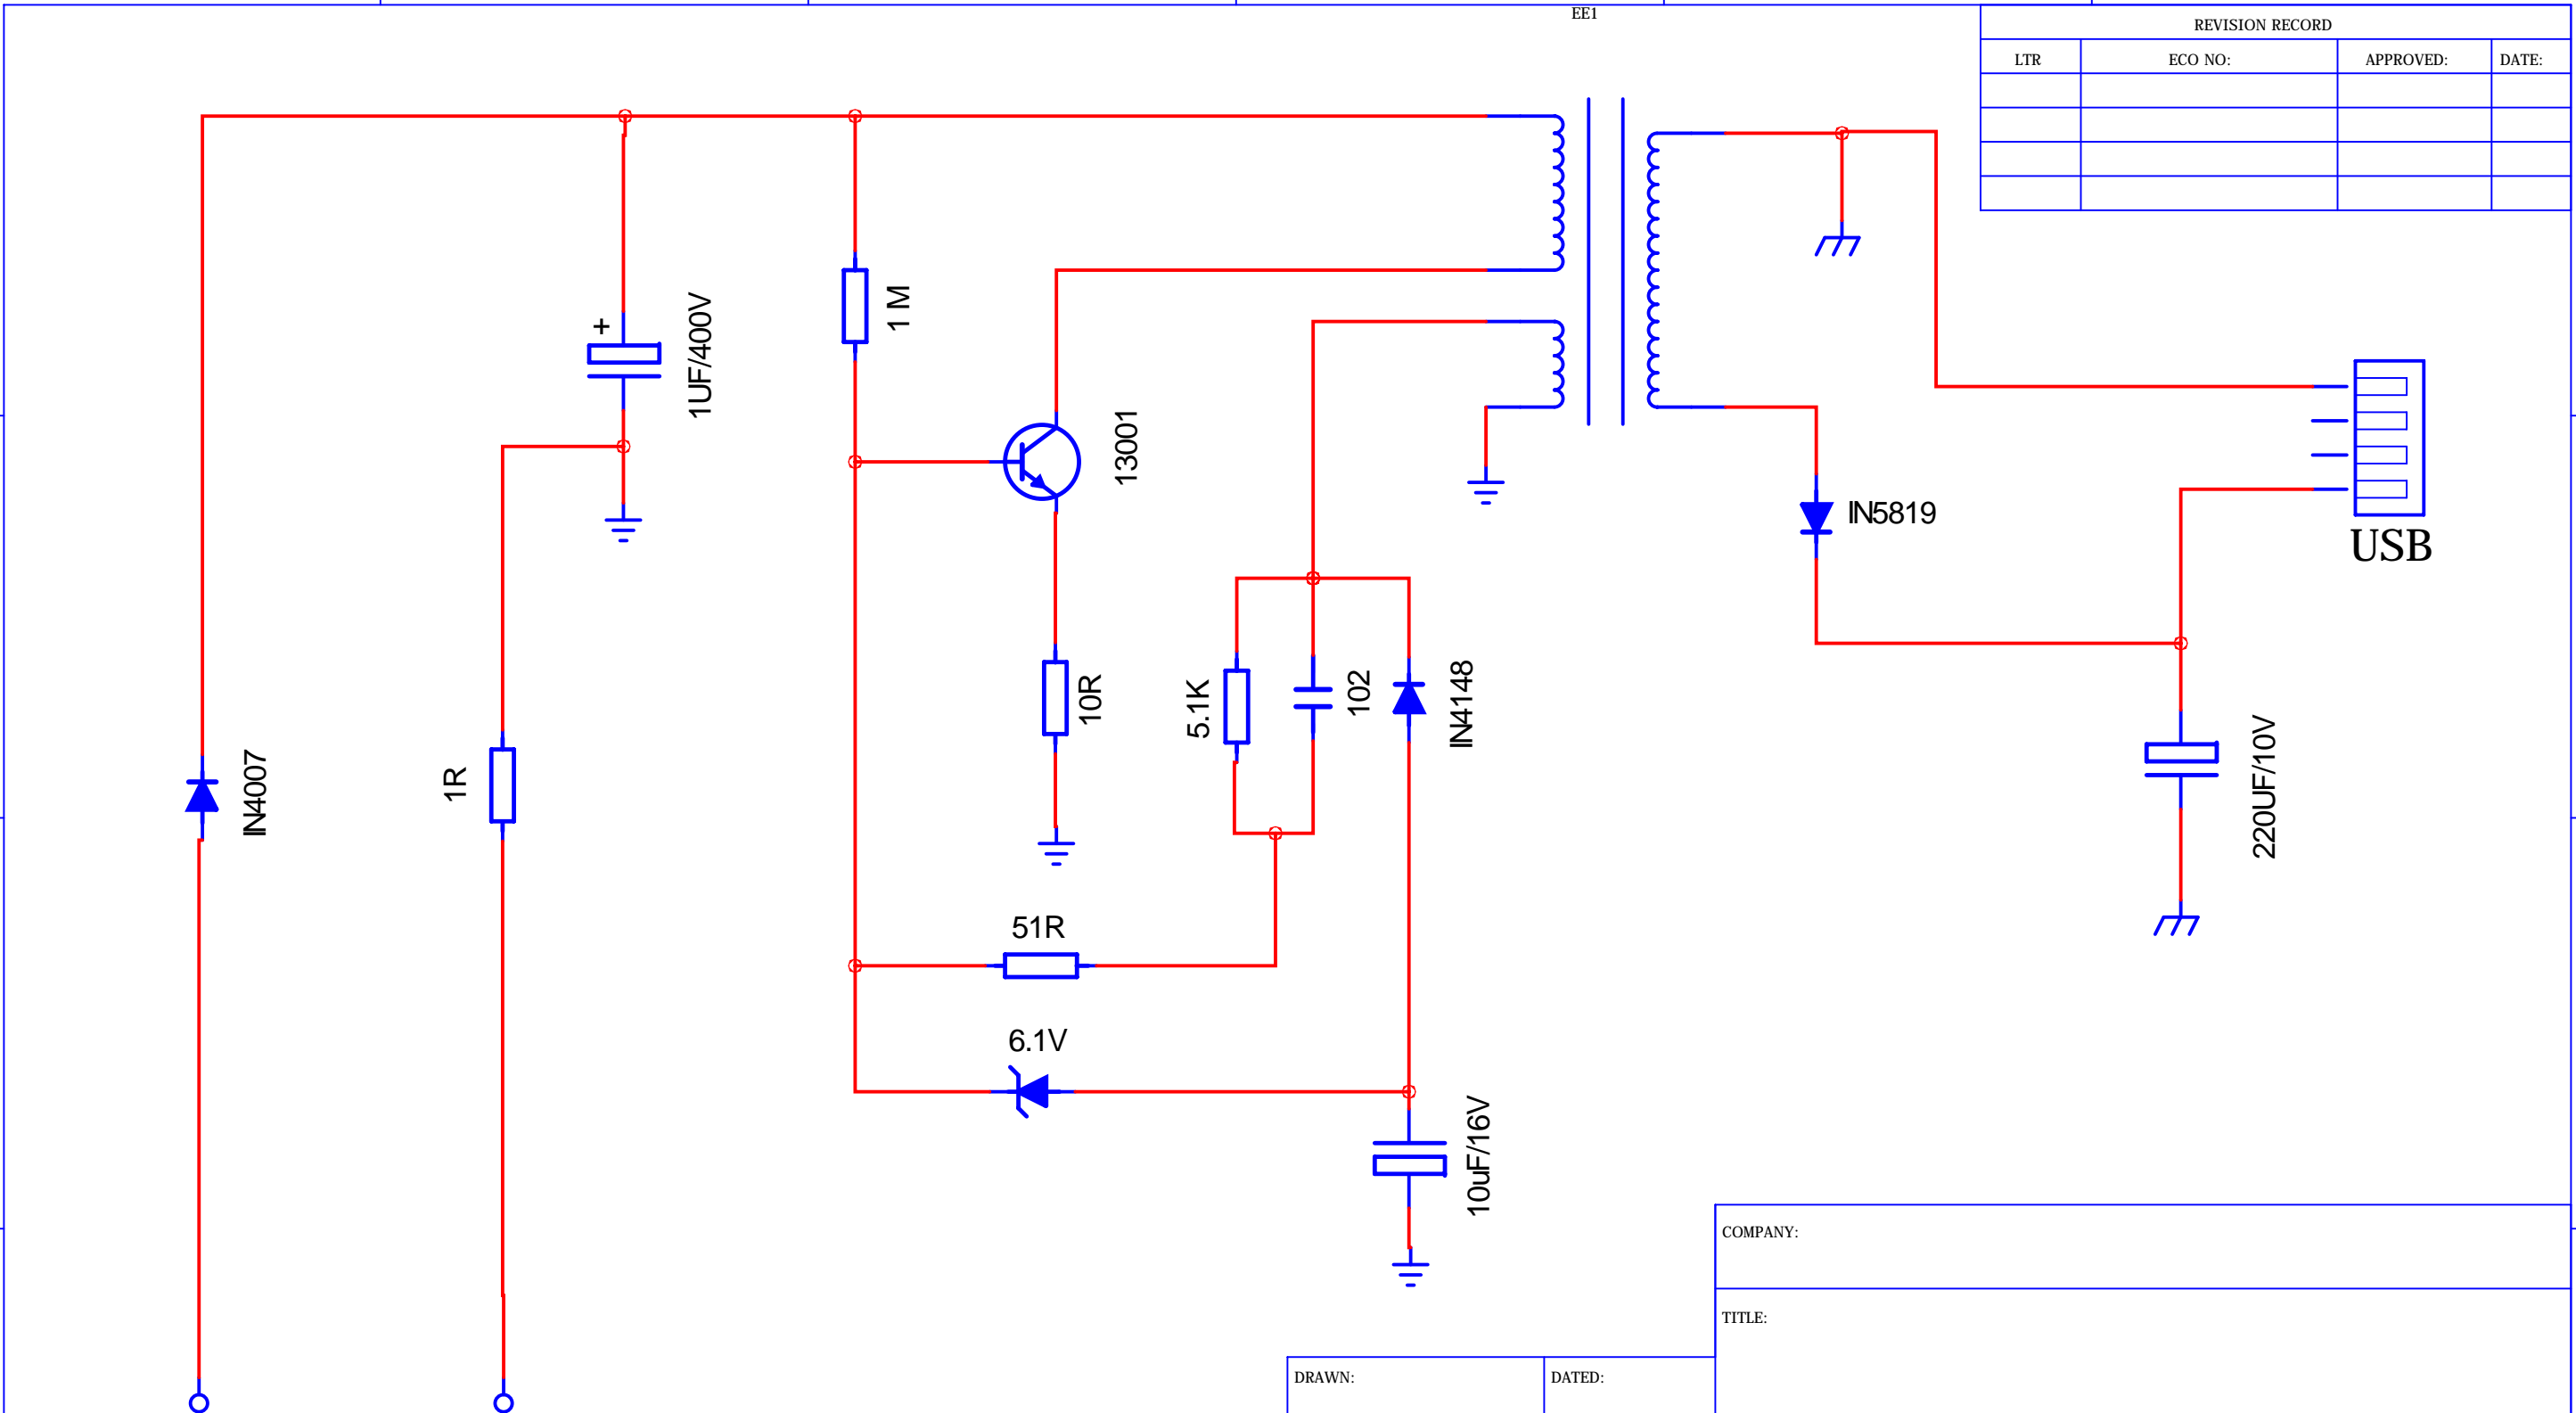 EE1
REVISION RECORD
LTR
ECO NO:
APPROVED:
DATE:
+
1UF/400V
1 M
13001
IN5819
USB
10R
5.1K
102
IN4148
IN4007
1R
220UF/10V
51R
6.1V
10uF/16V
COMPANY:
TITLE:
DRAWN:
DATED: